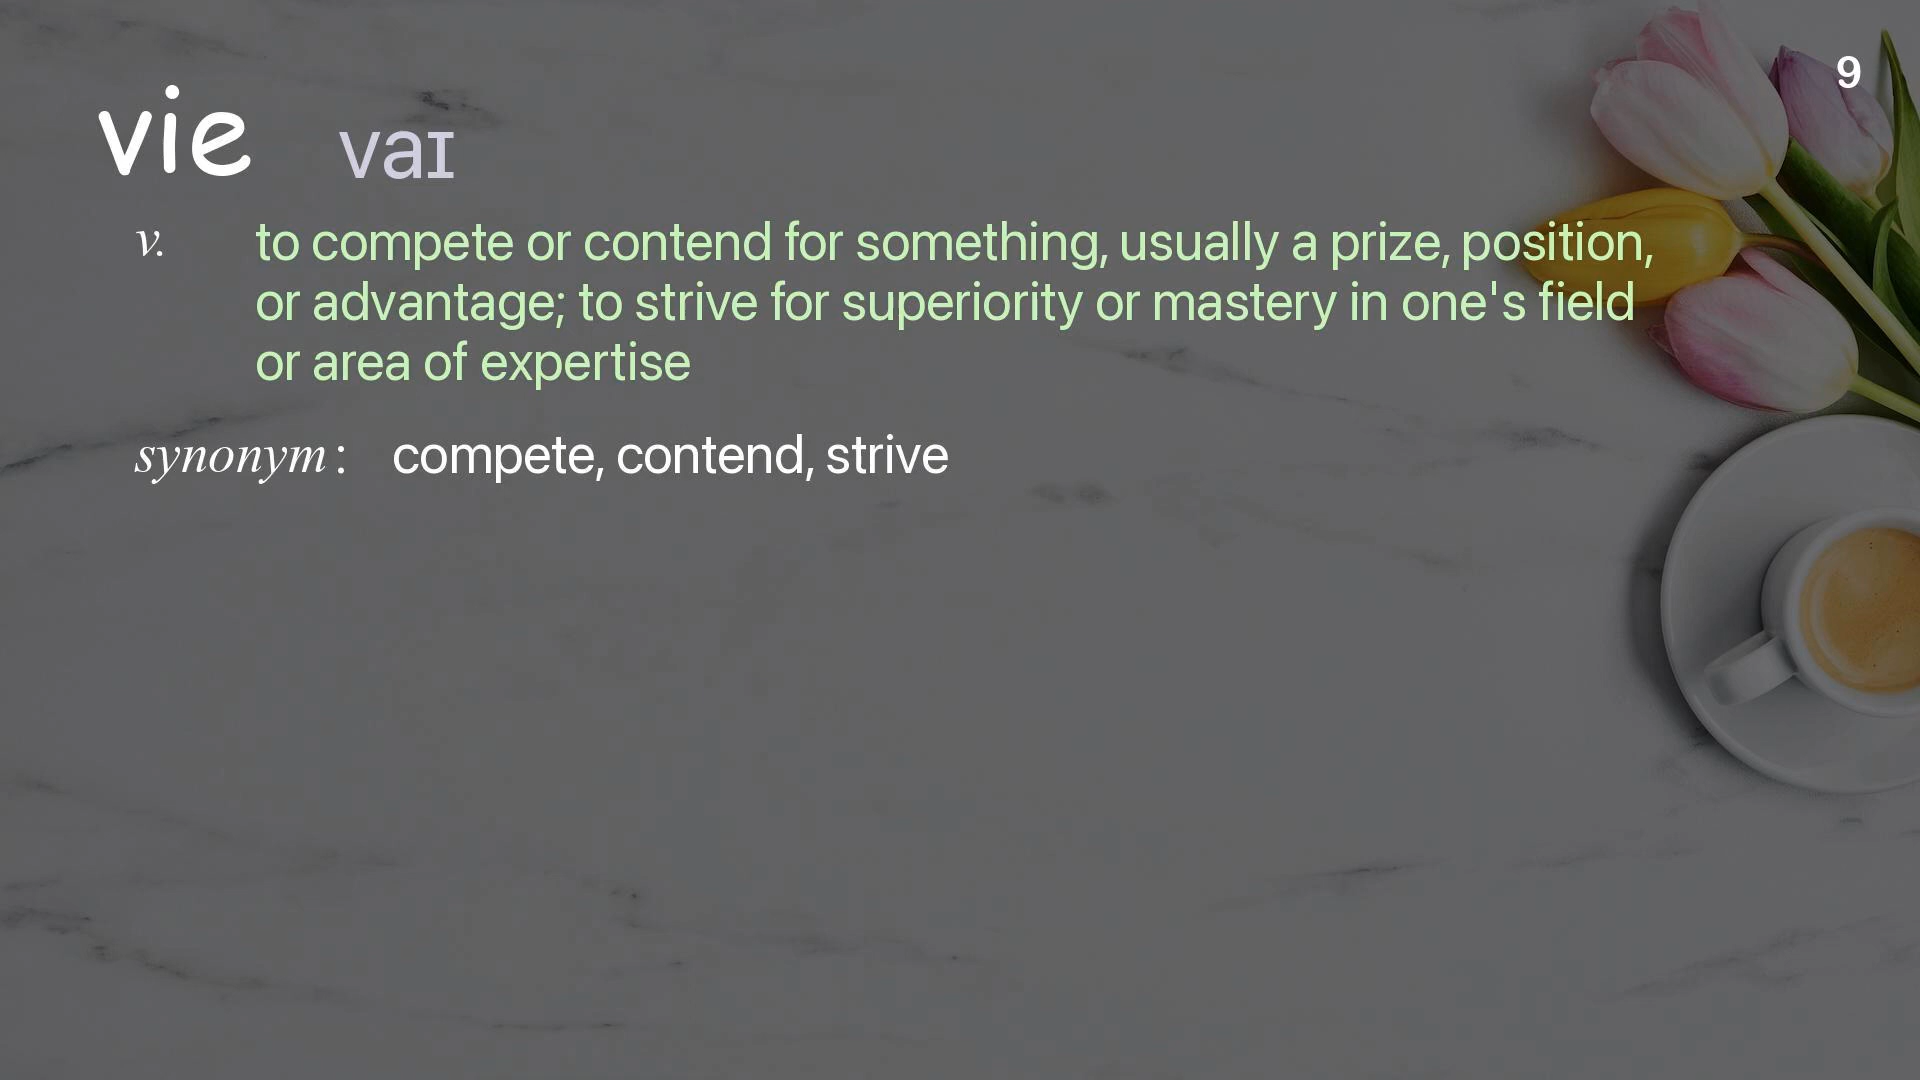 9
vie vaɪ
v. to compete or contend for something, usually a prize, position,
or advantage; to strive for superiority or mastery in one's field
or area of expertise
synonym : compete, contend, strive